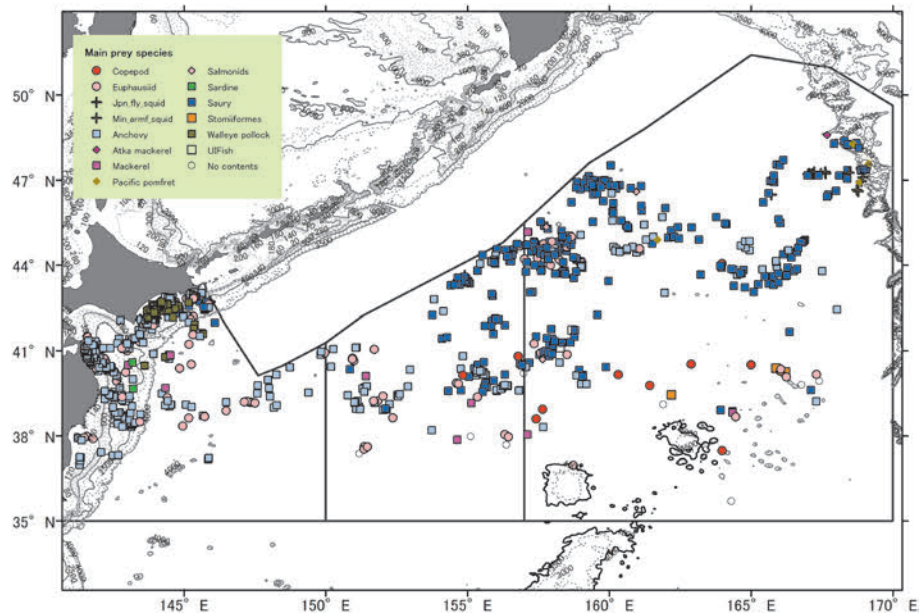 Main prey species
Copepod
Euphausiid
Jpn_fly_squid
Min_armf_squid
Anchovy
Atka mackerel
Mackerel
Pacific pomfret
Salmonids
Sardine
Saury
Stomiiformes
Walleye pollock
UIFish
No contents
50° N
47° N
44° N
41° N
38° N
35° N
145° E
150° E
155° E
160° E
165° E
170° E